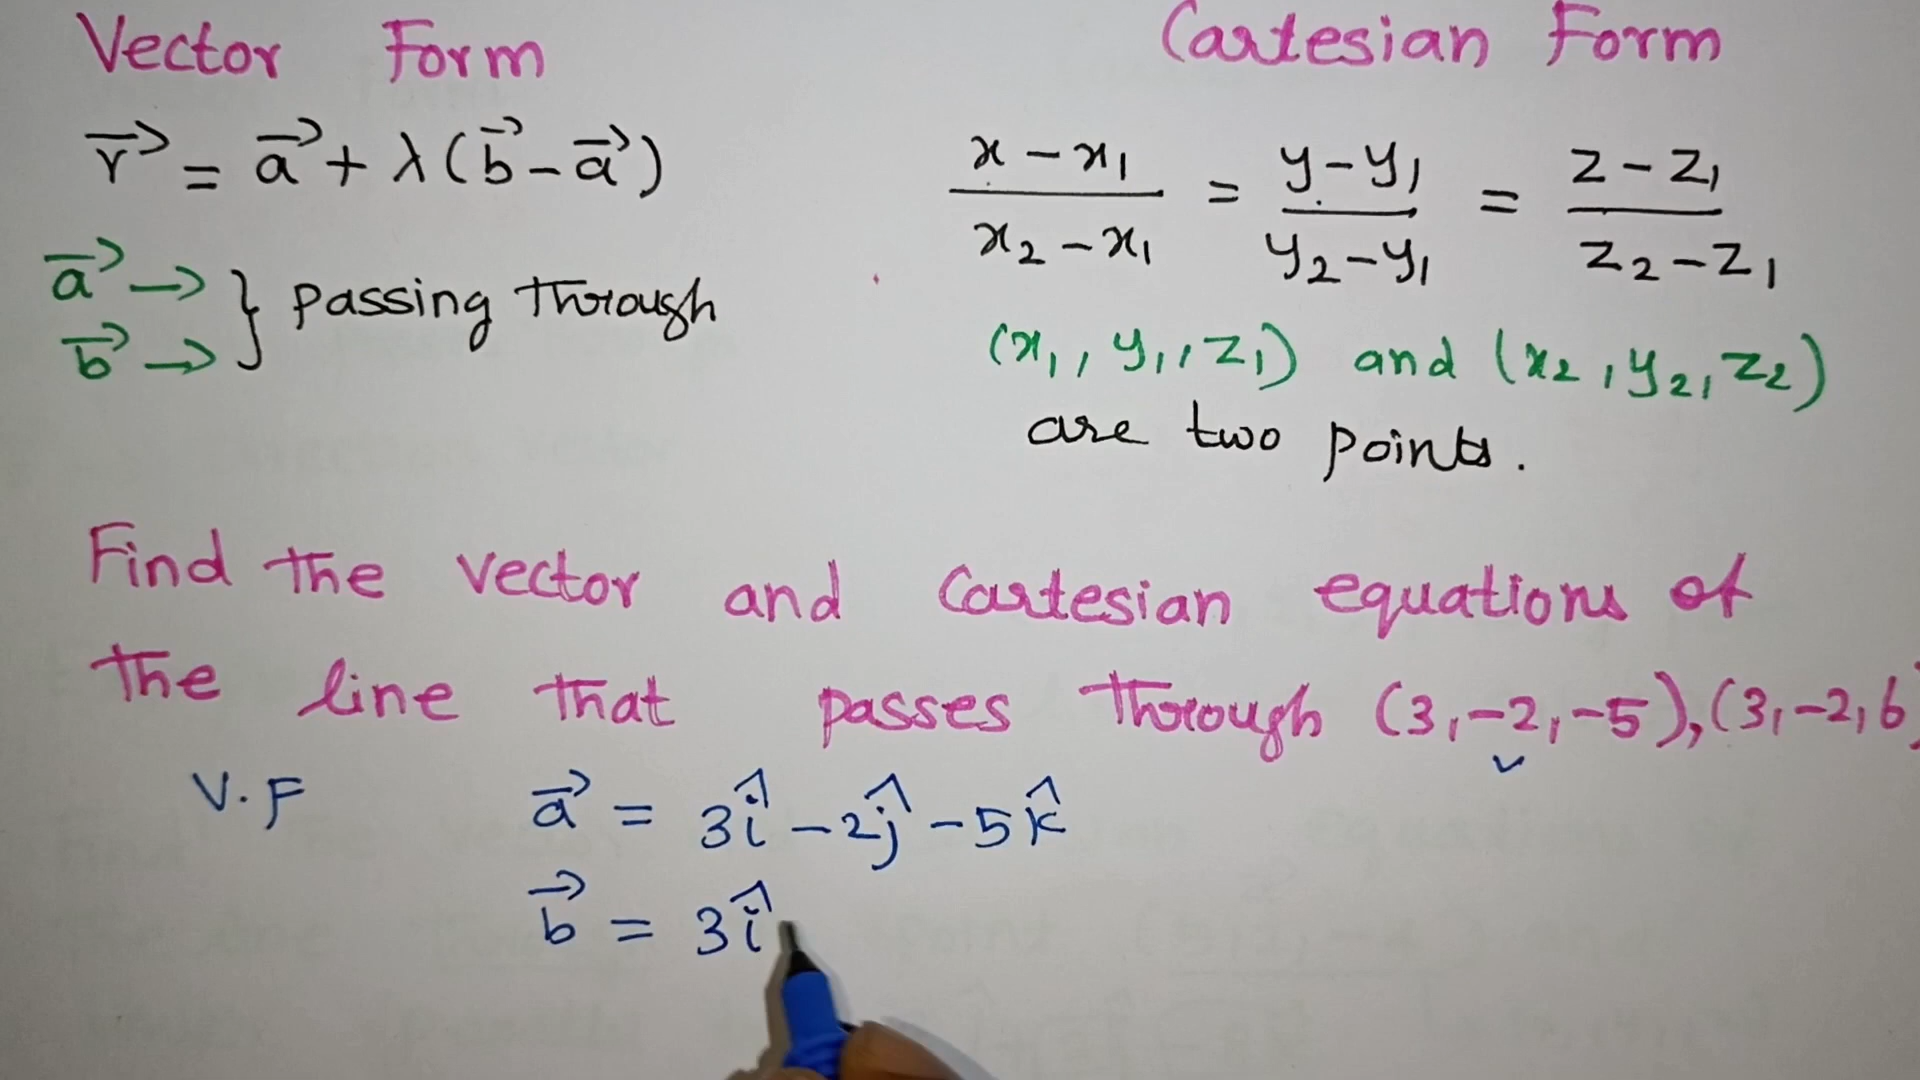 Vector Form
r⃗ = a⃗ + λ(b⃗ - a⃗)
a⃗ →
b⃗ →
} passing through
Cartesian Form
(x - x₁)/(x₂ - x₁) = (y - y₁)/(y₂ - y₁) = (z - z₁)/(z₂ - z₁)
(x₁, y₁, z₁) and (x₂, y₂, z₂)
are two points.
Find the vector and Cartesian equations of
the line that passes through (3, -2, -5), (3, -2, 6)
V.F
a⃗ = 3î - 2ĵ - 5k̂
b⃗ = 3î